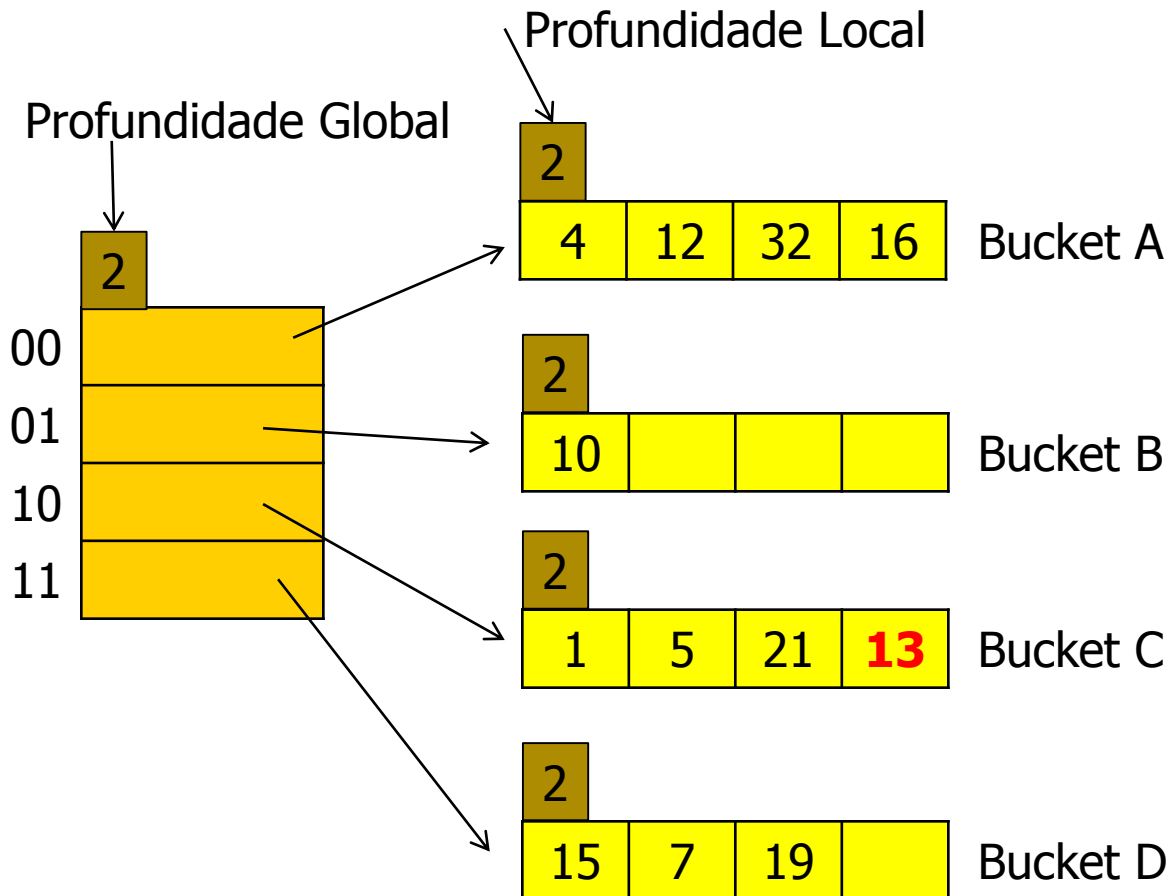 Profundidade Local
Profundidade Global
2
00
01
10
11
2
4 12 32 16 Bucket A
2
10 Bucket B
2
1 5 21 13 Bucket C
2
15 7 19 Bucket D